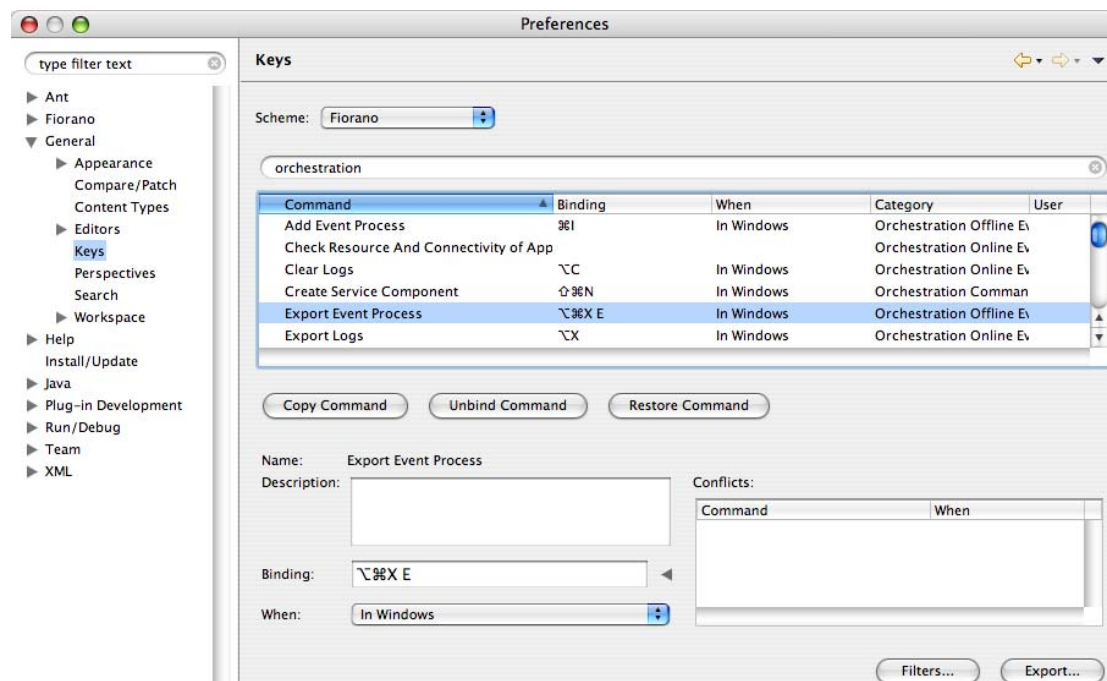 Preferences
type filter text
Ant
Fiorano
General
Appearance
Compare/Patch
Content Types
Editors
Keys
Perspectives
Search
Workspace
Help
Install/Update
Java
Plug-in Development
Run/Debug
Team
XML
Keys
Scheme: Fiorano
orchestration
Command Binding When Category User
Add Event Process ⌘I In Windows Orchestration Offline Ev
Check Resource And Connectivity of App Orchestration Online Ev
Clear Logs ⌥C In Windows Orchestration Online Ev
Create Service Component ⇧⌘N In Windows Orchestration Comman
Export Event Process ⌥⌘X E In Windows Orchestration Offline Ev
Export Logs ⌥X In Windows Orchestration Online Ev
Copy Command Unbind Command Restore Command
Name: Export Event Process
Description:
Binding: ⌥⌘X E
When: In Windows
Conflicts:
Command When
Filters... Export...